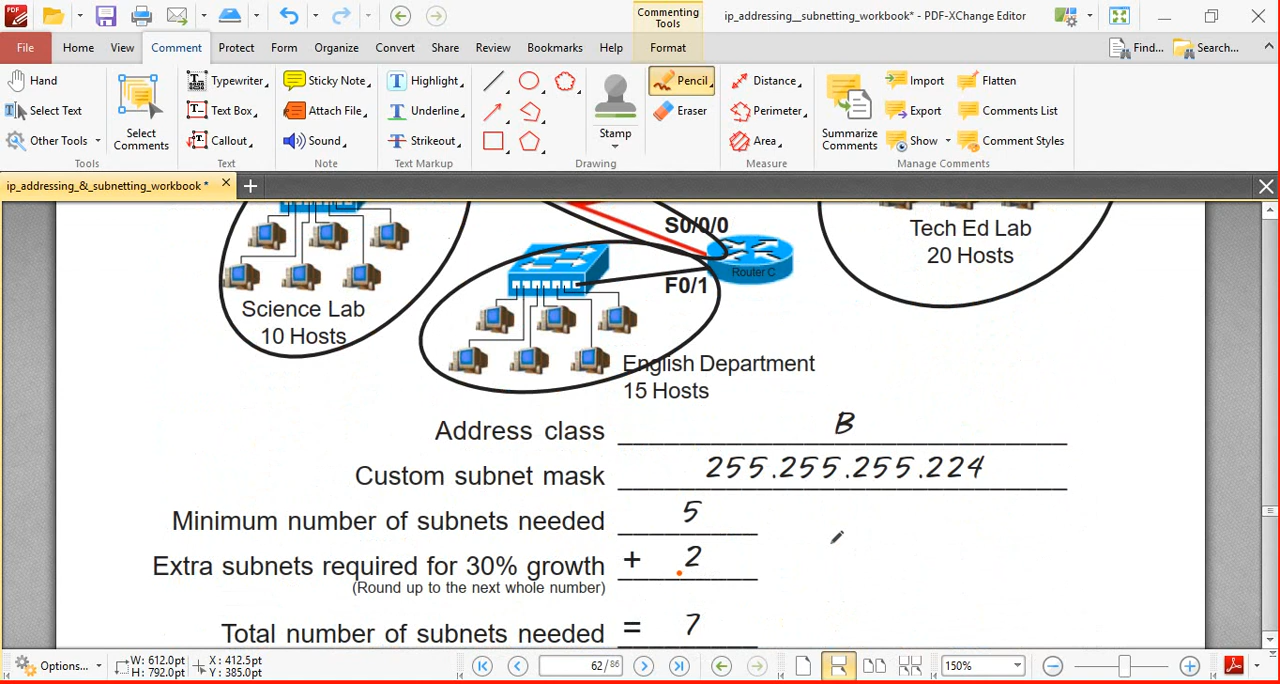 ip_addressing__subnetting_workbook* - PDF-XChange Editor
Commenting Tools
File Home View Comment Protect Form Organize Convert Share Review Bookmarks Help Format Find... Search...
Hand
Select Text
Other Tools
Tools
Select Comments
Typewriter
Text Box
Callout
Text
Sticky Note
Attach File
Sound
Note
Highlight
Underline
Strikeout
Text Markup
Stamp
Pencil
Eraser
Drawing
Distance
Perimeter
Area
Measure
Summarize Comments
Import
Export
Show
Flatten
Comments List
Comment Styles
Manage Comments
ip_addressing_&_subnetting_workbook *
S0/0/0
Router C
F0/1
Science Lab
10 Hosts
English Department
15 Hosts
Tech Ed Lab
20 Hosts
Address class B
Custom subnet mask 255.255.255.224
Minimum number of subnets needed 5
Extra subnets required for 30% growth + 2
(Round up to the next whole number)
Total number of subnets needed = 7
Options...
W: 612.0pt
H: 792.0pt
X: 412.5pt
Y: 385.0pt
62 / 86
150%